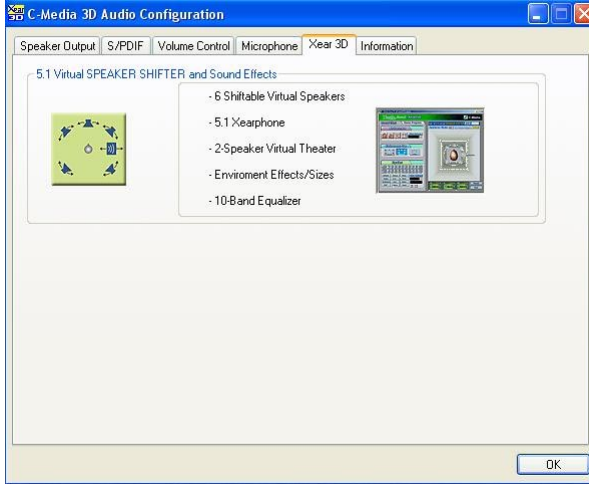 Xear 3D C-Media 3D Audio Configuration
Speaker Output S/PDIF Volume Control Microphone Xear 3D Information
5.1 Virtual SPEAKER SHIFTER and Sound Effects
- 6 Shiftable Virtual Speakers
- 5.1 Xearphone
- 2-Speaker Virtual Theater
- Enviroment Effects/Sizes
- 10-Band Equalizer
OK